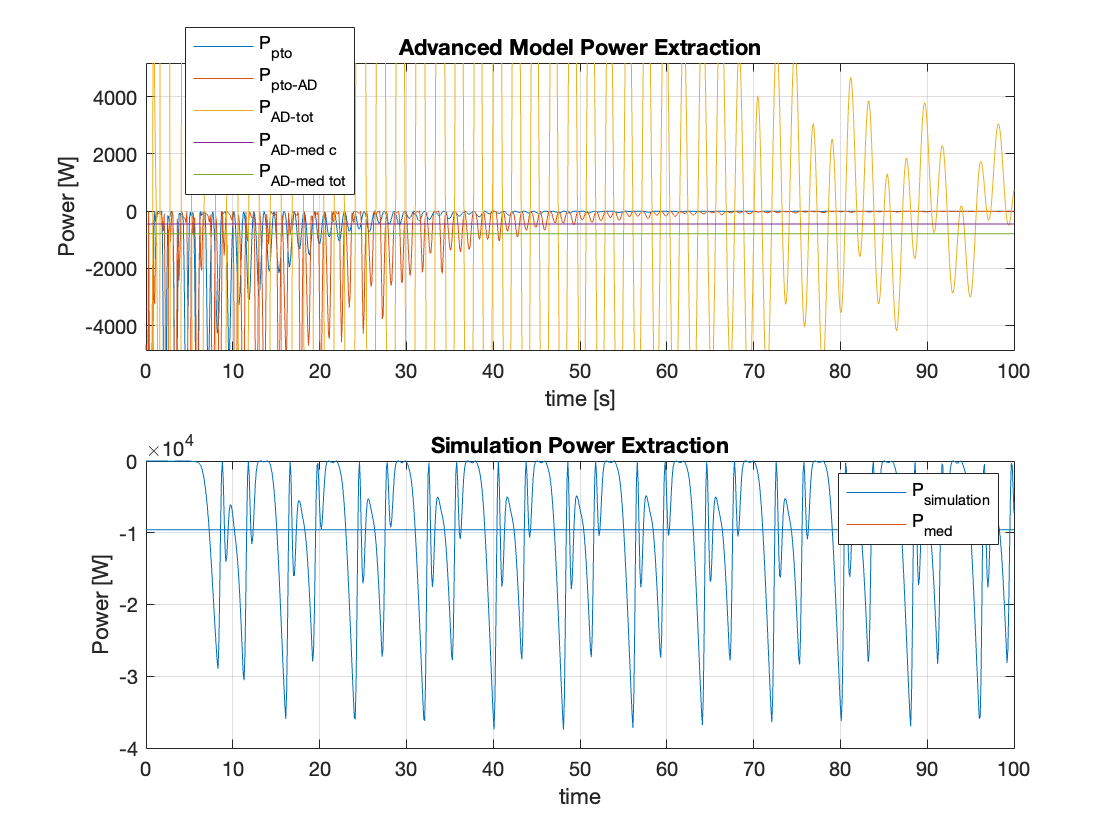 Advanced Model Power Extraction
P_pto
P_pto-AD
P_AD-tot
P_AD-med c
P_AD-med tot
Power [W]
4000
2000
0
-2000
-4000
0 10 20 30 40 50 60 70 80 90 100
time [s]
Simulation Power Extraction
×10^4
P_simulation
P_med
Power [W]
0
-1
-2
-3
-4
0 10 20 30 40 50 60 70 80 90 100
time